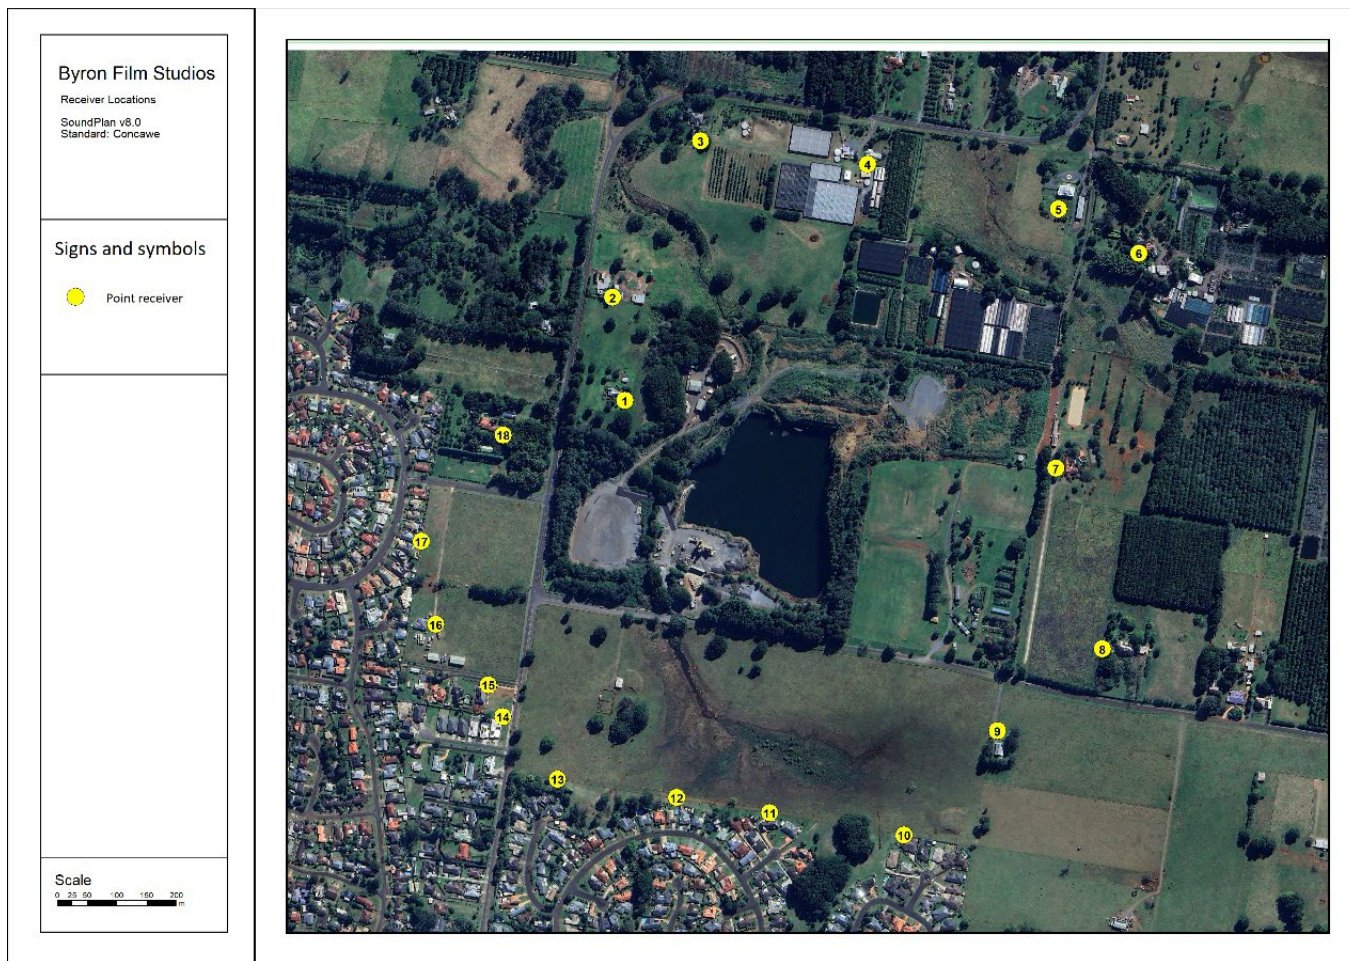 Byron Film Studios
Receiver Locations
SoundPlan v8.0
Standard: Concawe
Signs and symbols
Point receiver
Scale
0 25 50 100 150 200
m
3
4
5
6
2
1
18
7
17
16
8
15
14
9
13
12
11
10